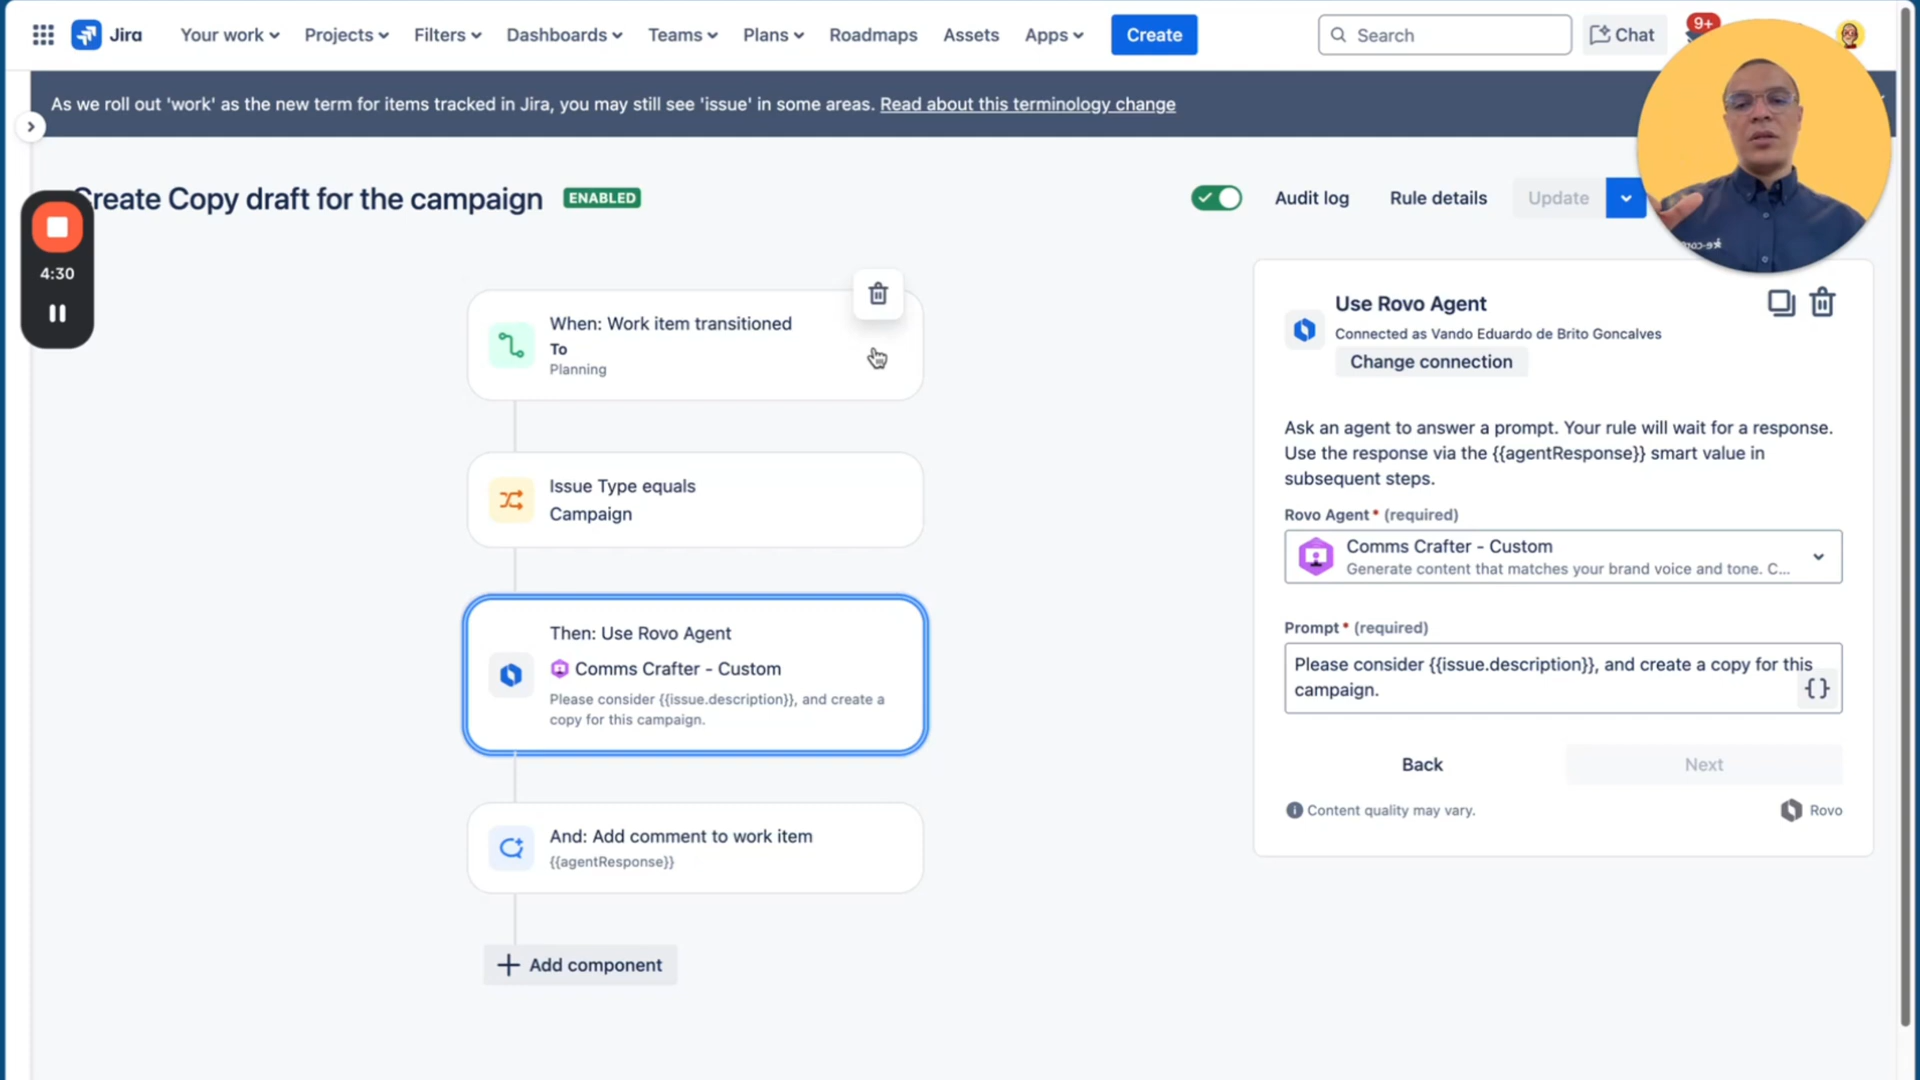 Jira
Your work
Projects
Filters
Dashboards
Teams
Plans
Roadmaps
Assets
Apps
Create
Search
Chat
9+
As we roll out 'work' as the new term for items tracked in Jira, you may still see 'issue' in some areas. Read about this terminology change
Create Copy draft for the campaign
ENABLED
Audit log
Rule details
Update
4:30
When: Work item transitioned
To
Planning
Issue Type equals
Campaign
Then: Use Rovo Agent
Comms Crafter - Custom
Please consider {{issue.description}}, and create a
copy for this campaign.
And: Add comment to work item
{{agentResponse}}
Add component
Use Rovo Agent
Connected as Vando Eduardo de Brito Goncalves
Change connection
Ask an agent to answer a prompt. Your rule will wait for a response.
Use the response via the {{agentResponse}} smart value in
subsequent steps.
Rovo Agent * (required)
Comms Crafter - Custom
Generate content that matches your brand voice and tone. C...
Prompt * (required)
Please consider {{issue.description}}, and create a copy for this
campaign.
{}
Back
Next
Content quality may vary.
Rovo